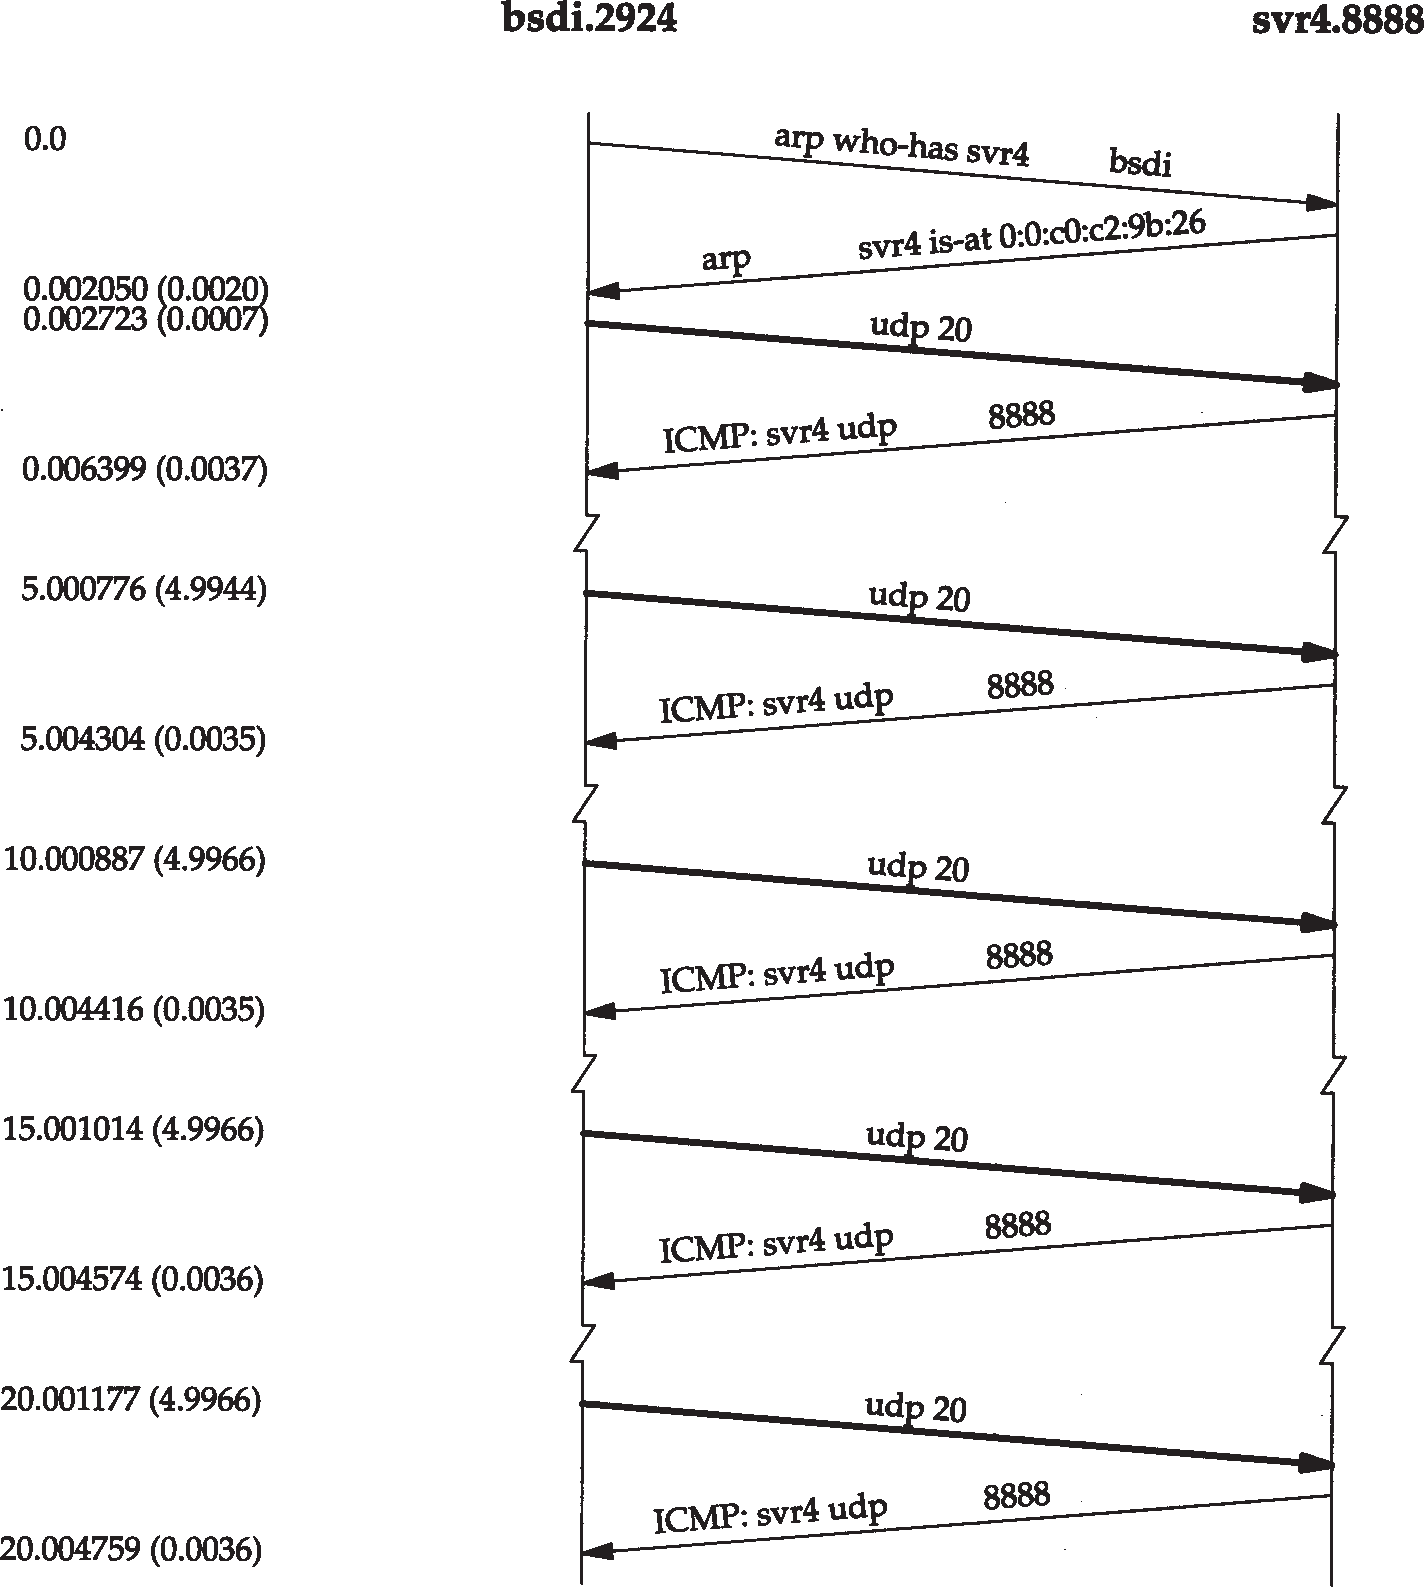 bsdi.2924 svr4.8888
0.0
arp who-has svr4 bsdi
arp svr4 is-at 0:0:c0:c2:9b:26
0.002050 (0.0020)
0.002723 (0.0007)
udp 20
ICMP: svr4 udp 8888
0.006399 (0.0037)
5.000776 (4.9944)
udp 20
ICMP: svr4 udp 8888
5.004304 (0.0035)
10.000887 (4.9966)
udp 20
ICMP: svr4 udp 8888
10.004416 (0.0035)
15.001014 (4.9966)
udp 20
ICMP: svr4 udp 8888
15.004574 (0.0036)
20.001177 (4.9966)
udp 20
ICMP: svr4 udp 8888
20.004759 (0.0036)